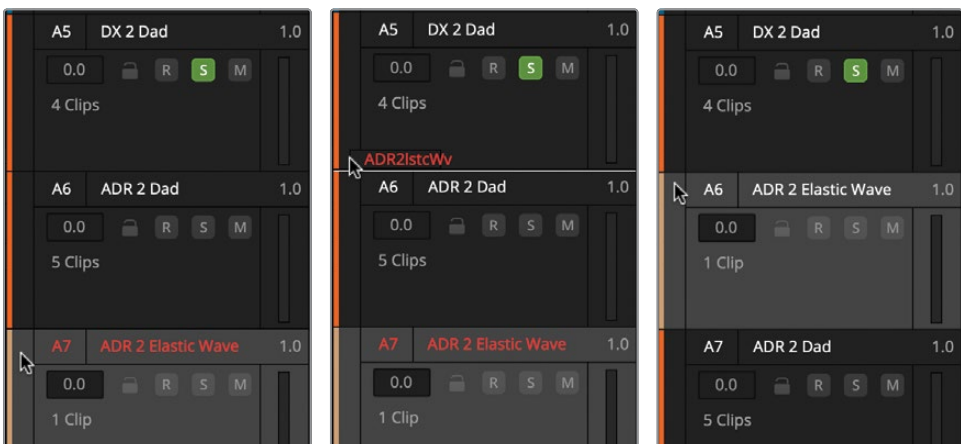 A5 DX 2 Dad 1.0
0.0 R S M
4 Clips
A6 ADR 2 Dad 1.0
0.0 R S M
5 Clips
A7 ADR 2 Elastic Wave 1.0
0.0 R S M
1 Clip
A5 DX 2 Dad 1.0
0.0 R S M
4 Clips
ADR2lstcWv
A6 ADR 2 Dad 1.0
0.0 R S M
5 Clips
A7 ADR 2 Elastic Wave 1.0
0.0 R S M
1 Clip
A5 DX 2 Dad 1.0
0.0 R S M
4 Clips
A6 ADR 2 Elastic Wave 1.0
0.0 R S M
1 Clip
A7 ADR 2 Dad 1.0
0.0 R S M
5 Clips